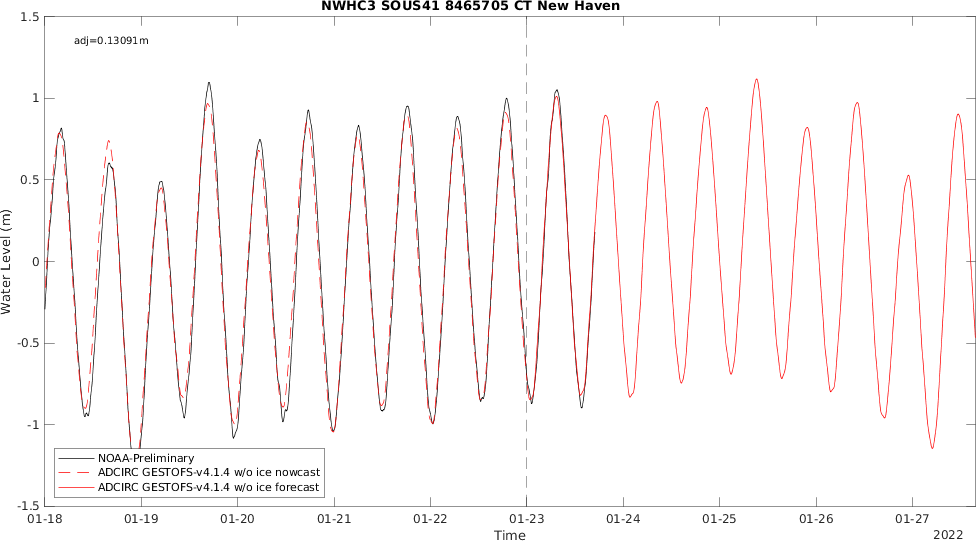 NWHC3 SOUS41 8465705 CT New Haven
1.5
adj=0.13091m
1
0.5
0
-0.5
-1
-1.5
Water Level (m)
NOAA-Preliminary
ADCIRC GESTOFS-v4.1.4 w/o ice nowcast
ADCIRC GESTOFS-v4.1.4 w/o ice forecast
01-18 01-19 01-20 01-21 01-22 01-23 01-24 01-25 01-26 01-27
Time
2022